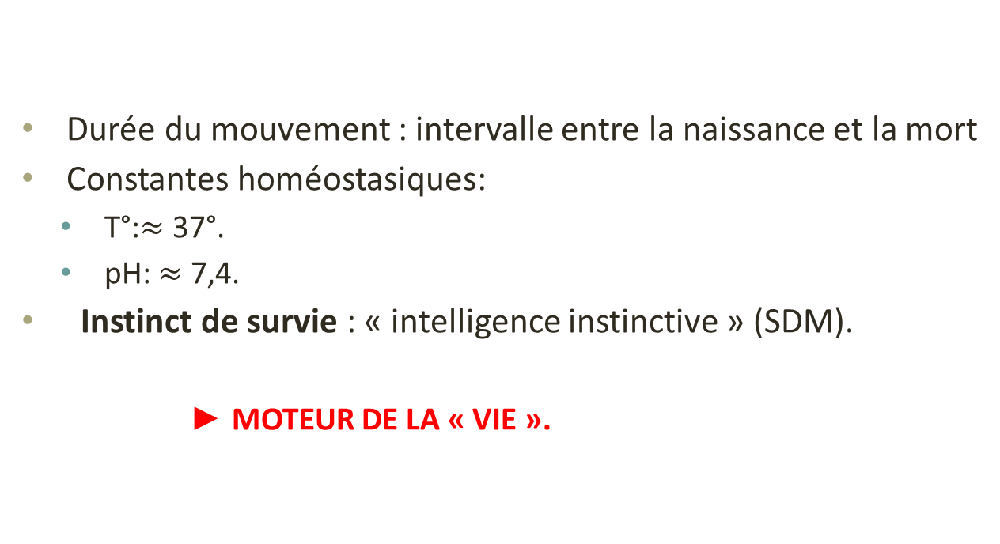 • Durée du mouvement : intervalle entre la naissance et la mort
• Constantes homéostasiques:
• T°:≈ 37°.
• pH: ≈ 7,4.
• Instinct de survie : « intelligence instinctive » (SDM).
► MOTEUR DE LA « VIE ».